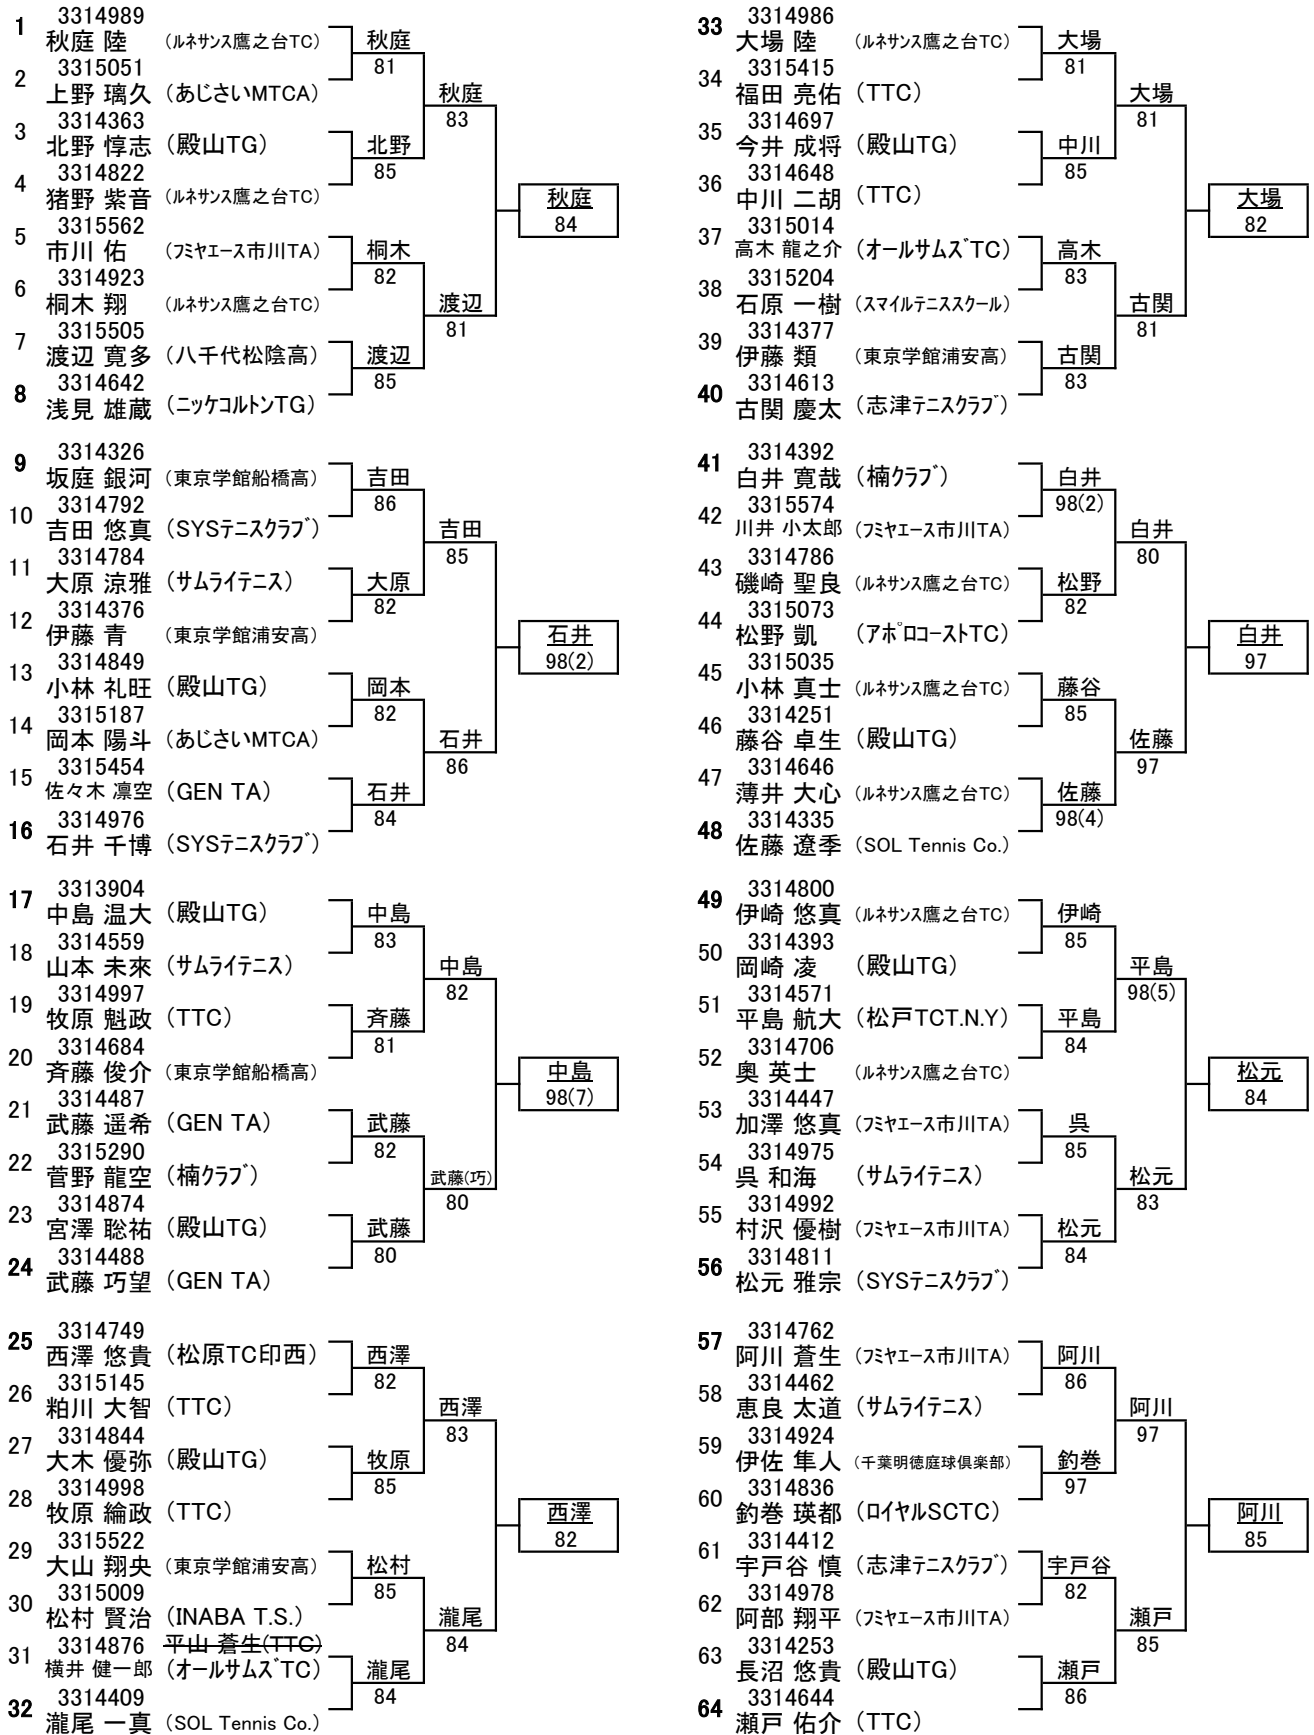 1 3314989
秋庭 陸 (ルネサンス鷹之台TC)
2 3315051
上野 璃久 (あじさいMTCA)
3 3314363
北野 惇志 (殿山TG)
4 3314822
猪野 紫音 (ルネサンス鷹之台TC)
5 3315562
市川 佑 (フミヤエース市川TA)
6 3314923
桐木 翔 (ルネサンス鷹之台TC)
7 3315505
渡辺 寛多 (八千代松陰高)
8 3314642
浅見 雄蔵 (ニッケコルトンTG)
秋庭
81
北野
85
桐木
82
渡辺
85
秋庭
83
渡辺
81
秋庭
84
9 3314326
坂庭 銀河 (東京学館船橋高)
10 3314792
吉田 悠真 (SYSテニスクラブ)
11 3314784
大原 涼雅 (サムライテニス)
12 3314376
伊藤 青 (東京学館浦安高)
13 3314849
小林 礼旺 (殿山TG)
14 3315187
岡本 陽斗 (あじさいMTCA)
15 3315454
佐々木 凛空 (GEN TA)
16 3314976
石井 千博 (SYSテニスクラブ)
吉田
86
大原
82
岡本
82
石井
84
吉田
85
石井
86
石井
98(2)
17 3313904
中島 温大 (殿山TG)
18 3314559
山本 未來 (サムライテニス)
19 3314997
牧原 魁政 (TTC)
20 3314684
斉藤 俊介 (東京学館船橋高)
21 3314487
武藤 遥希 (GEN TA)
22 3315290
菅野 龍空 (楠クラブ)
23 3314874
宮澤 聡祐 (殿山TG)
24 3314488
武藤 巧望 (GEN TA)
中島
83
斉藤
81
武藤
82
武藤
80
中島
82
武藤(巧)
80
中島
98(7)
25 3314749
西澤 悠貴 (松原TC印西)
26 3315145
粕川 大智 (TTC)
27 3314844
大木 優弥 (殿山TG)
28 3314998
牧原 綸政 (TTC)
29 3315522
大山 翔央 (東京学館浦安高)
30 3315009
松村 賢治 (INABA T.S.)
31 3314876 平山 蒼生(TTC)
横井 健一郎 (オールサムズTC)
32 3314409
瀧尾 一真 (SOL Tennis Co.)
西澤
82
牧原
85
松村
85
瀧尾
84
西澤
83
瀧尾
84
西澤
82
33 3314986
大場 陸 (ルネサンス鷹之台TC)
34 3315415
福田 亮佑 (TTC)
35 3314697
今井 成将 (殿山TG)
36 3314648
中川 二胡 (TTC)
37 3315014
高木 龍之介 (オールサムズTC)
38 3315204
石原 一樹 (スマイルテニススクール)
39 3314377
伊藤 類 (東京学館浦安高)
40 3314613
古関 慶太 (志津テニスクラブ)
大場
81
中川
85
高木
83
古関
83
大場
81
古関
81
大場
82
41 3314392
白井 寛哉 (楠クラブ)
42 3315574
川井 小太郎 (フミヤエース市川TA)
43 3314786
磯崎 聖良 (ルネサンス鷹之台TC)
44 3315073
松野 凱 (アポロコーストTC)
45 3315035
小林 真士 (ルネサンス鷹之台TC)
46 3314251
藤谷 卓生 (殿山TG)
47 3314646
薄井 大心 (ルネサンス鷹之台TC)
48 3314335
佐藤 遼季 (SOL Tennis Co.)
白井
98(2)
松野
82
藤谷
85
佐藤
98(4)
白井
80
佐藤
97
白井
97
49 3314800
伊崎 悠真 (ルネサンス鷹之台TC)
50 3314393
岡崎 凌 (殿山TG)
51 3314571
平島 航大 (松戸TCT.N.Y)
52 3314706
奥 英士 (ルネサンス鷹之台TC)
53 3314447
加澤 悠真 (フミヤエース市川TA)
54 3314975
呉 和海 (サムライテニス)
55 3314992
村沢 優樹 (フミヤエース市川TA)
56 3314811
松元 雅宗 (SYSテニスクラブ)
伊崎
85
平島
84
呉
85
松元
84
平島
98(5)
松元
83
松元
84
57 3314762
阿川 蒼生 (フミヤエース市川TA)
58 3314462
恵良 太道 (サムライテニス)
59 3314924
伊佐 隼人 (千葉明徳庭球倶楽部)
60 3314836
釣巻 瑛都 (ロイヤルSCTC)
61 3314412
宇戸谷 慎 (志津テニスクラブ)
62 3314978
阿部 翔平 (フミヤエース市川TA)
63 3314253
長沼 悠貴 (殿山TG)
64 3314644
瀬戸 佑介 (TTC)
阿川
86
釣巻
97
宇戸谷
82
瀬戸
86
阿川
97
瀬戸
85
阿川
85